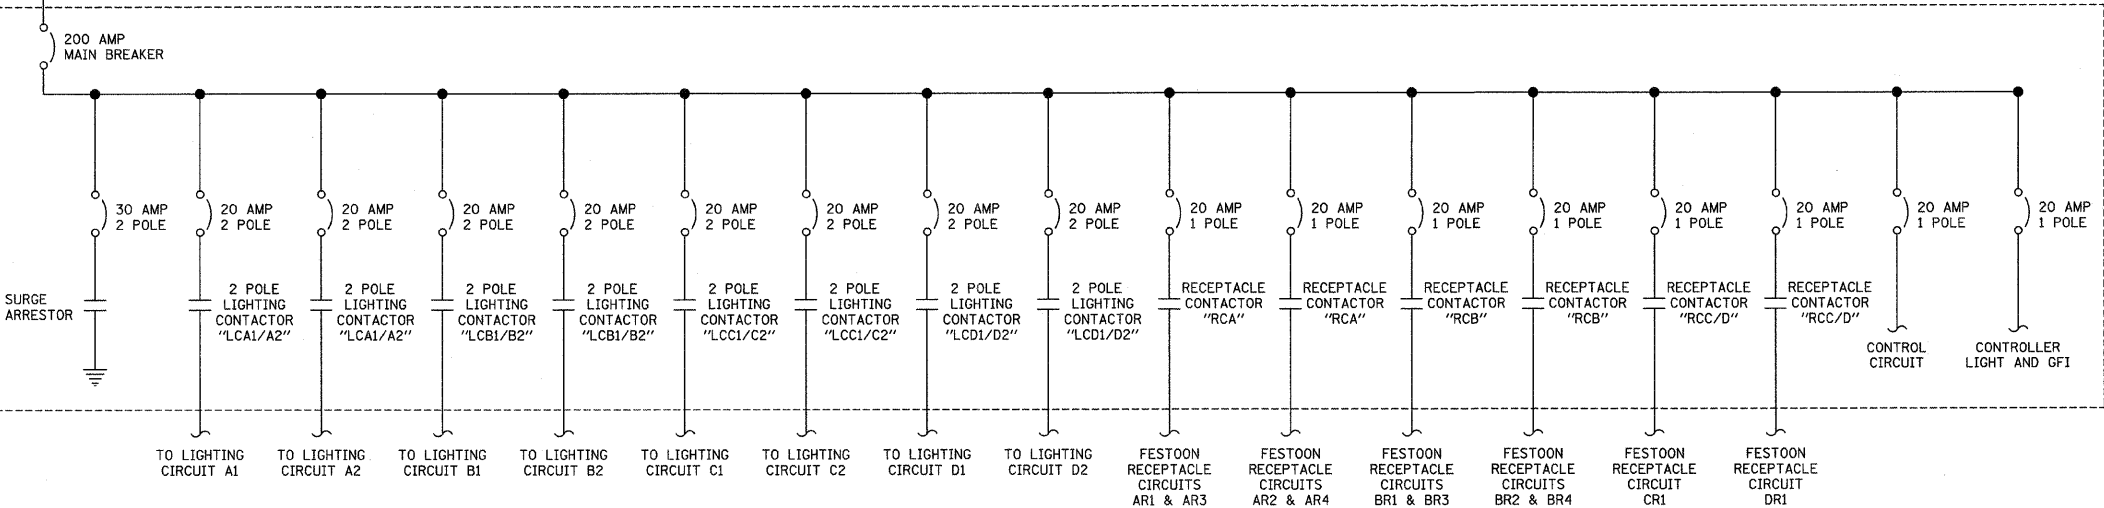 200 AMP
MAIN BREAKER
30 AMP
2 POLE
20 AMP
2 POLE
20 AMP
2 POLE
20 AMP
2 POLE
20 AMP
2 POLE
20 AMP
2 POLE
20 AMP
2 POLE
20 AMP
2 POLE
20 AMP
2 POLE
20 AMP
1 POLE
20 AMP
1 POLE
20 AMP
1 POLE
20 AMP
1 POLE
20 AMP
1 POLE
20 AMP
1 POLE
20 AMP
1 POLE
20 AMP
1 POLE
SURGE
ARRESTOR
2 POLE
LIGHTING
CONTACTOR
"LCA1/A2"
2 POLE
LIGHTING
CONTACTOR
"LCA1/A2"
2 POLE
LIGHTING
CONTACTOR
"LCB1/B2"
2 POLE
LIGHTING
CONTACTOR
"LCB1/B2"
2 POLE
LIGHTING
CONTACTOR
"LCC1/C2"
2 POLE
LIGHTING
CONTACTOR
"LCC1/C2"
2 POLE
LIGHTING
CONTACTOR
"LCD1/D2"
2 POLE
LIGHTING
CONTACTOR
"LCD1/D2"
RECEPTACLE
CONTACTOR
"RCA"
RECEPTACLE
CONTACTOR
"RCA"
RECEPTACLE
CONTACTOR
"RCB"
RECEPTACLE
CONTACTOR
"RCB"
RECEPTACLE
CONTACTOR
"RCC/D"
RECEPTACLE
CONTACTOR
"RCC/D"
CONTROL
CIRCUIT
CONTROLLER
LIGHT AND GFI
TO LIGHTING
CIRCUIT A1
TO LIGHTING
CIRCUIT A2
TO LIGHTING
CIRCUIT B1
TO LIGHTING
CIRCUIT B2
TO LIGHTING
CIRCUIT C1
TO LIGHTING
CIRCUIT C2
TO LIGHTING
CIRCUIT D1
TO LIGHTING
CIRCUIT D2
FESTOON
RECEPTACLE
CIRCUITS
AR1 & AR3
FESTOON
RECEPTACLE
CIRCUITS
AR2 & AR4
FESTOON
RECEPTACLE
CIRCUITS
BR1 & BR3
FESTOON
RECEPTACLE
CIRCUITS
BR2 & BR4
FESTOON
RECEPTACLE
CIRCUIT
CR1
FESTOON
RECEPTACLE
CIRCUIT
DR1